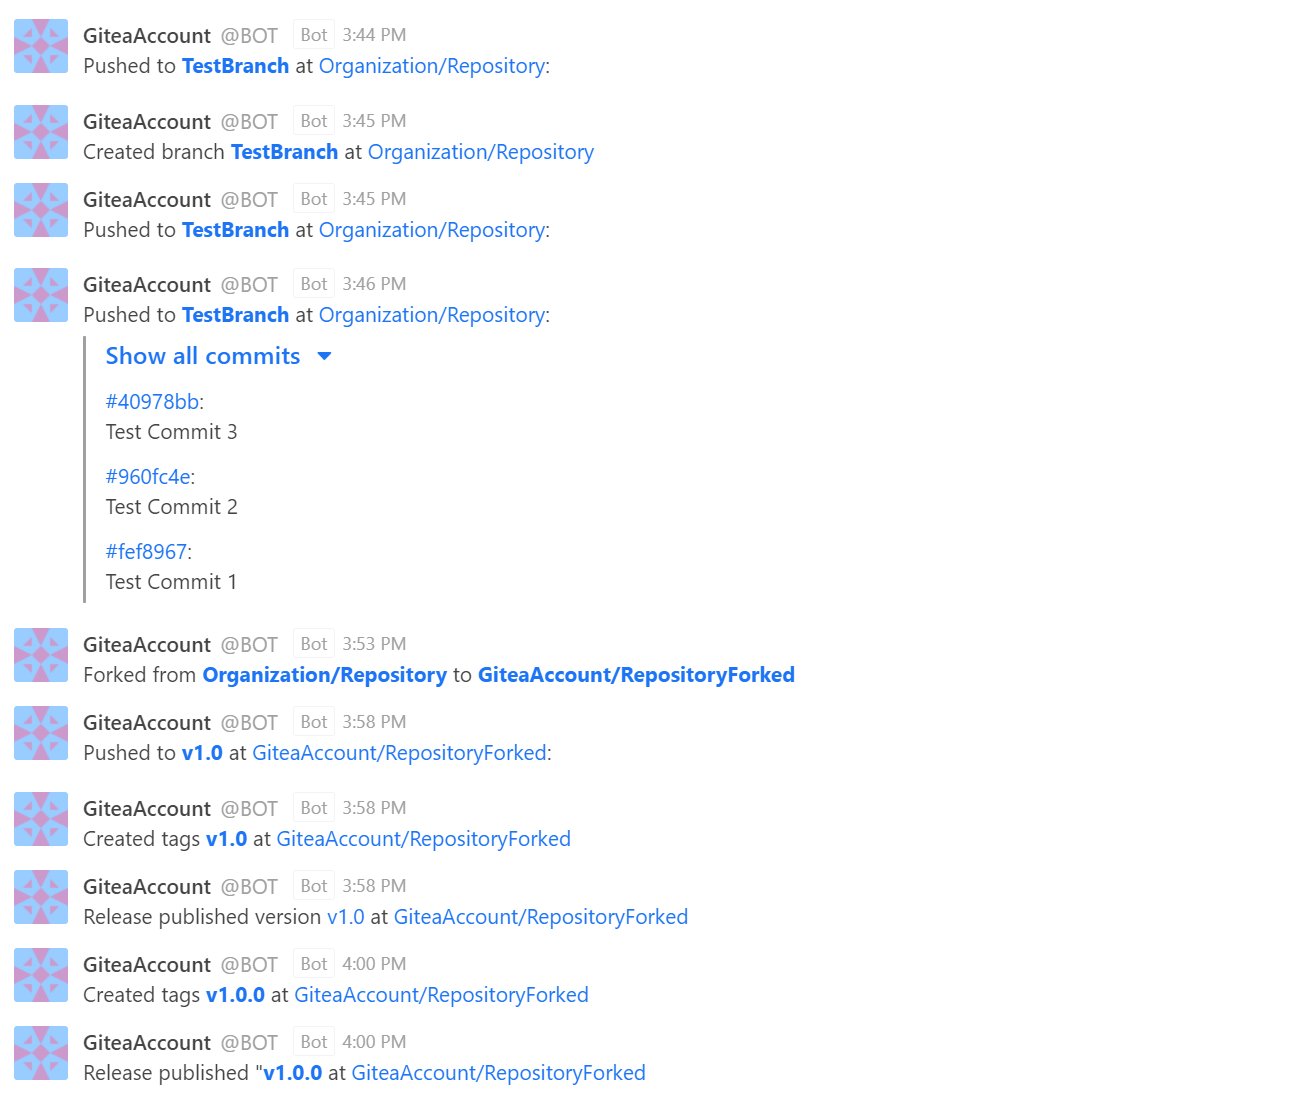 GiteaAccount @BOT Bot 3:44 PM
Pushed to TestBranch at Organization/Repository:
GiteaAccount @BOT Bot 3:45 PM
Created branch TestBranch at Organization/Repository
GiteaAccount @BOT Bot 3:45 PM
Pushed to TestBranch at Organization/Repository:
GiteaAccount @BOT Bot 3:46 PM
Pushed to TestBranch at Organization/Repository:
Show all commits
#40978bb:
Test Commit 3
#960fc4e:
Test Commit 2
#fef8967:
Test Commit 1
GiteaAccount @BOT Bot 3:53 PM
Forked from Organization/Repository to GiteaAccount/RepositoryForked
GiteaAccount @BOT Bot 3:58 PM
Pushed to v1.0 at GiteaAccount/RepositoryForked:
GiteaAccount @BOT Bot 3:58 PM
Created tags v1.0 at GiteaAccount/RepositoryForked
GiteaAccount @BOT Bot 3:58 PM
Release published version v1.0 at GiteaAccount/RepositoryForked
GiteaAccount @BOT Bot 4:00 PM
Created tags v1.0.0 at GiteaAccount/RepositoryForked
GiteaAccount @BOT Bot 4:00 PM
Release published "v1.0.0 at GiteaAccount/RepositoryForked